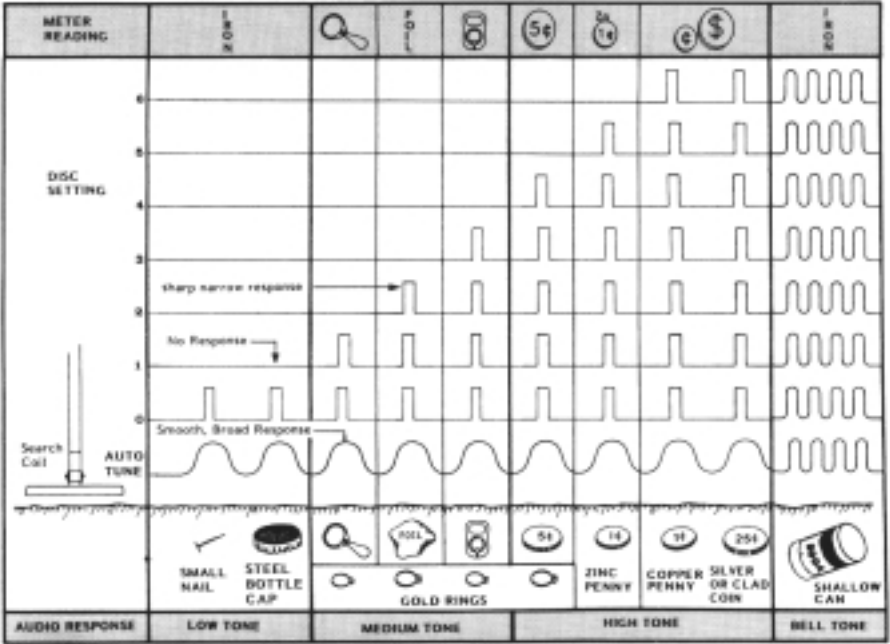 METER READING
IRON
FOIL
5¢
1¢
¢ $
IRON
6
5
DISC SETTING
4
3
sharp narrow response
2
No Response
1
0
Smooth, Broad Response
Search Coil
AUTO TUNE
FOIL
5¢
1¢
1¢
25¢
SMALL NAIL
STEEL BOTTLE CAP
GOLD RINGS
ZINC PENNY
COPPER PENNY
SILVER OR CLAD COIN
SHALLOW CAN
AUDIO RESPONSE
LOW TONE
MEDIUM TONE
HIGH TONE
BELL TONE